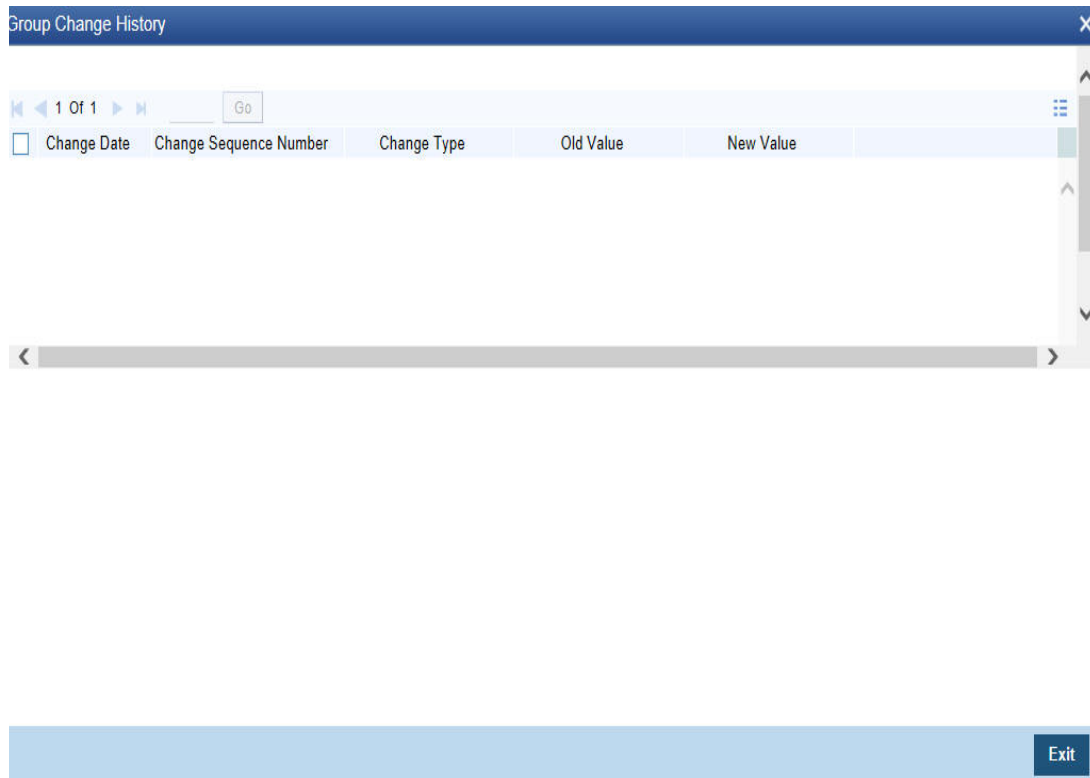 Group Change History
1 Of 1 Go
Change Date Change Sequence Number Change Type Old Value New Value
Exit